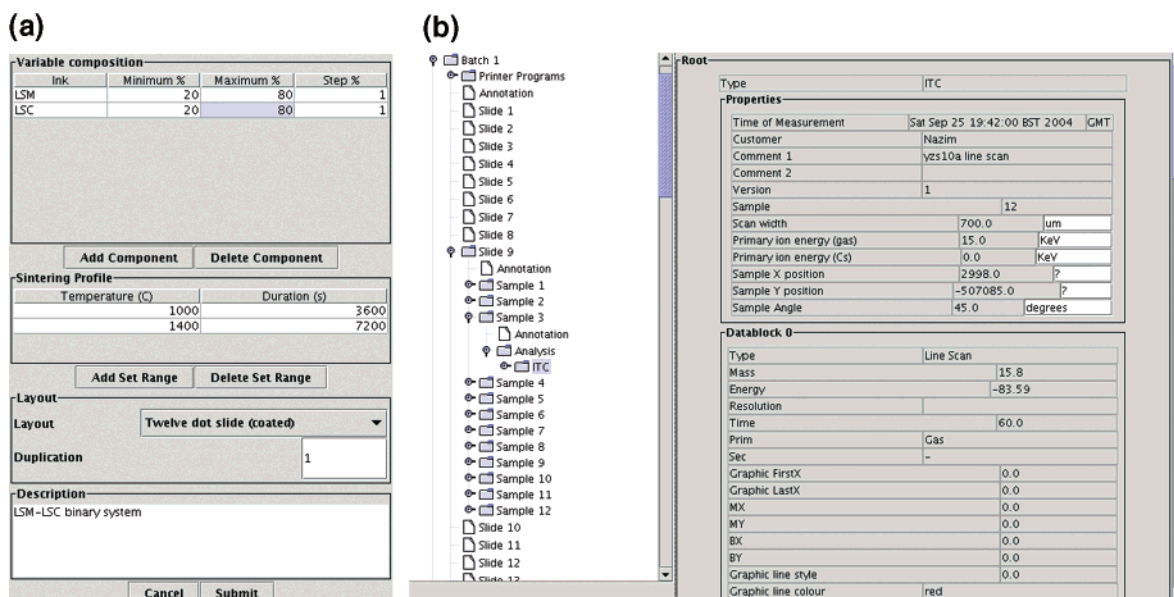 (a)
Variable composition
Ink Minimum % Maximum % Step %
LSM 20 80 1
LSC 20 80 1
Add Component Delete Component
Sintering Profile
Temperature (C) Duration (s)
1000 3600
1400 7200
Add Set Range Delete Set Range
Layout
Layout Twelve dot slide (coated)
Duplication 1
Description
LSM-LSC binary system
Cancel Submit
(b)
Batch 1
Printer Programs
Annotation
Slide 1
Slide 2
Slide 3
Slide 4
Slide 5
Slide 6
Slide 7
Slide 8
Slide 9
Annotation
Sample 1
Sample 2
Sample 3
Annotation
Analysis
ITC
Sample 4
Sample 5
Sample 6
Sample 7
Sample 8
Sample 9
Sample 10
Sample 11
Sample 12
Slide 10
Slide 11
Slide 12
Slide 13
Root
Type ITC
Properties
Time of Measurement Sat Sep 25 19:42:00 BST 2004 GMT
Customer Nazim
Comment 1 yzs10a line scan
Comment 2
Version 1
Sample 12
Scan width 700.0 um
Primary ion energy (gas) 15.0 KeV
Primary ion energy (Cs) 0.0 KeV
Sample X position 2998.0 ?
Sample Y position -507085.0 ?
Sample Angle 45.0 degrees
Datablock 0
Type Line Scan
Mass 15.8
Energy -83.59
Resolution
Time 60.0
Prim Gas
Sec -
Graphic FirstX 0.0
Graphic LastX 0.0
MX 0.0
MY 0.0
BX 0.0
BY 0.0
Graphic line style 0.0
Graphic line colour red